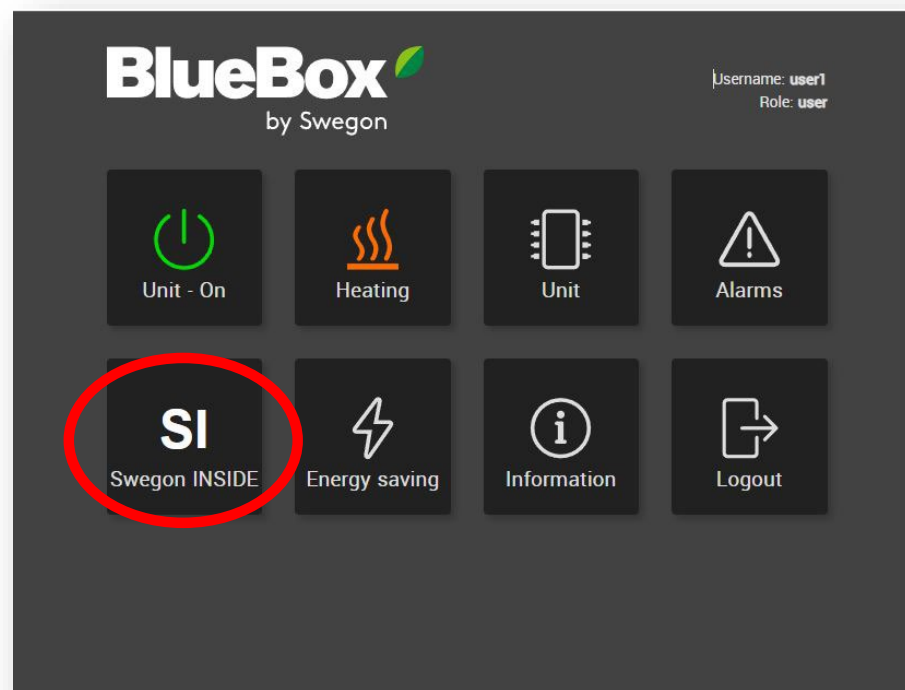 BlueBox
by Swegon
Username: user1
Role: user
Unit - On
Heating
Unit
Alarms
SI
Swegon INSIDE
Energy saving
Information
Logout